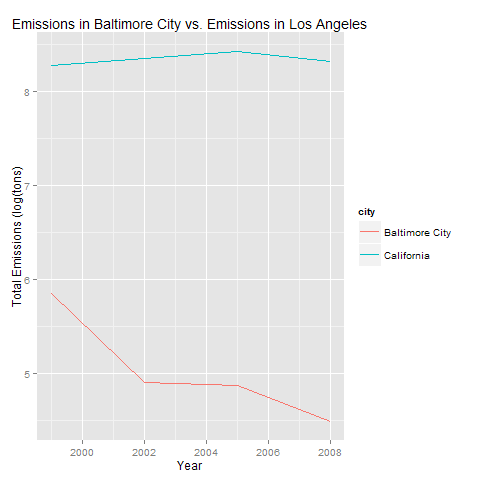 Emissions in Baltimore City vs. Emissions in Los Angeles
Total Emissions (log(tons)
8
7
6
5
2000 2002 2004 2006 2008
Year
city
Baltimore City
California